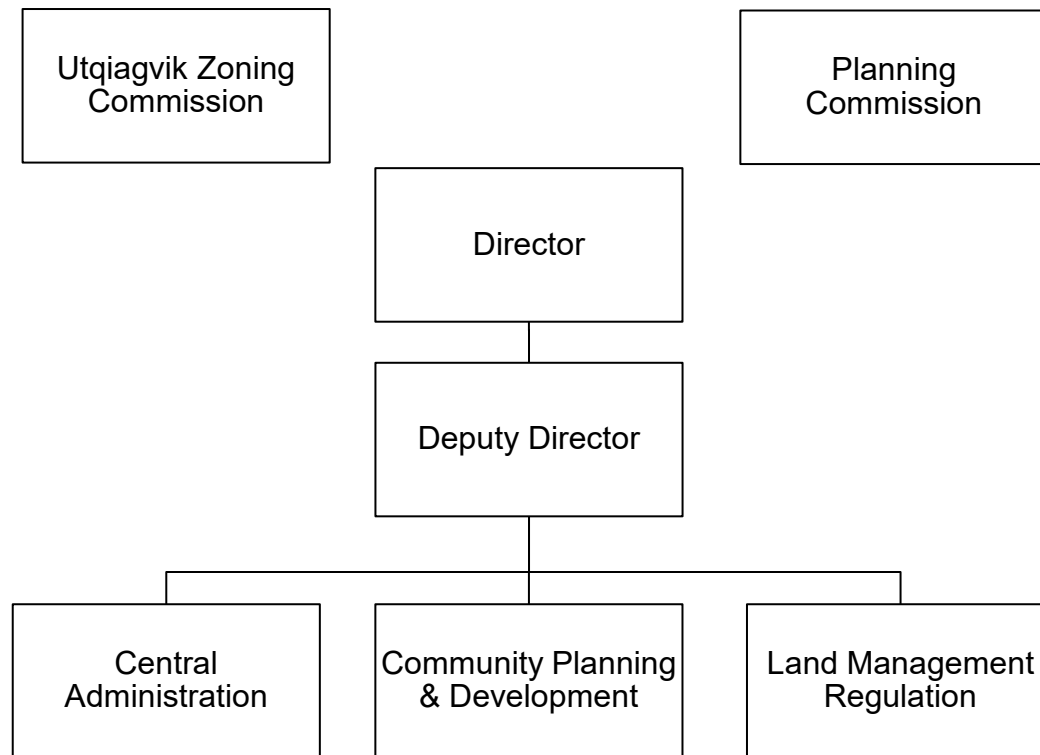 Utqiagvik Zoning
Commission
Planning
Commission
Director
Deputy Director
Central
Administration
Community Planning
& Development
Land Management
Regulation